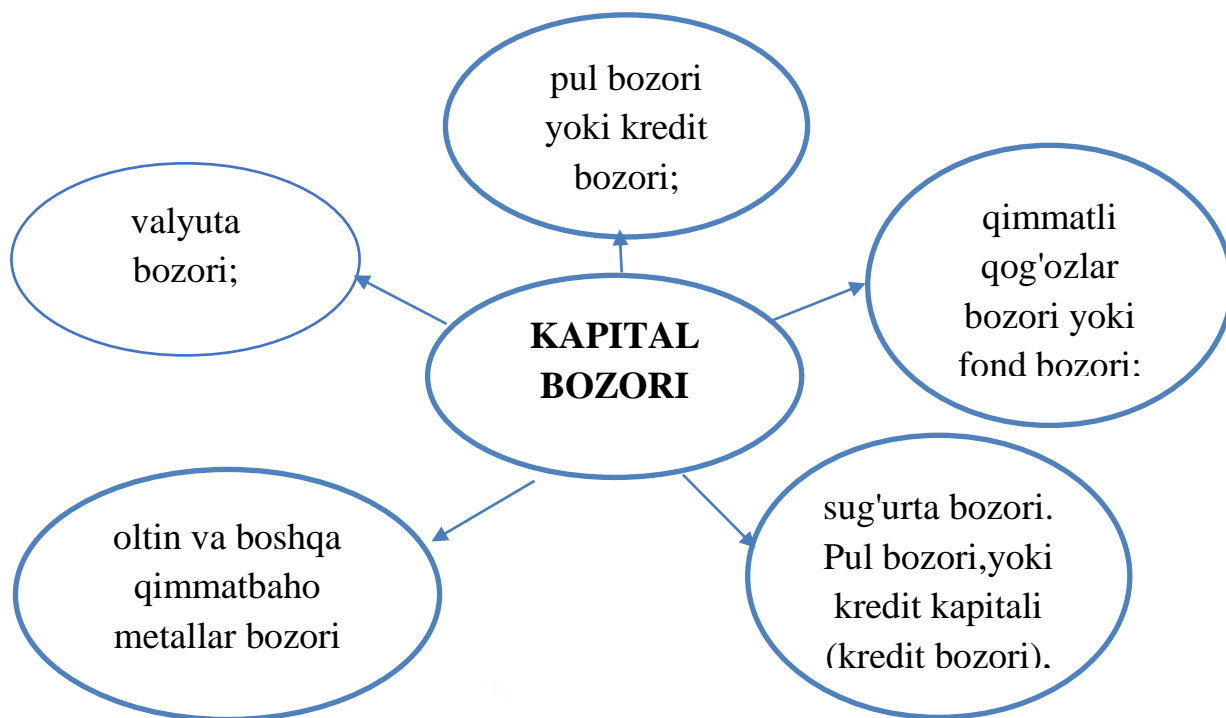 pul bozori
yoki kredit
bozori;
valyuta
bozori;
qimmatli
qog'ozlar
bozori yoki
fond bozori;
KAPITAL
BOZORI
oltin va boshqa
qimmatbaho
metallar bozori
sug'urta bozori.
Pul bozori,yoki
kredit kapitali
(kredit bozori),